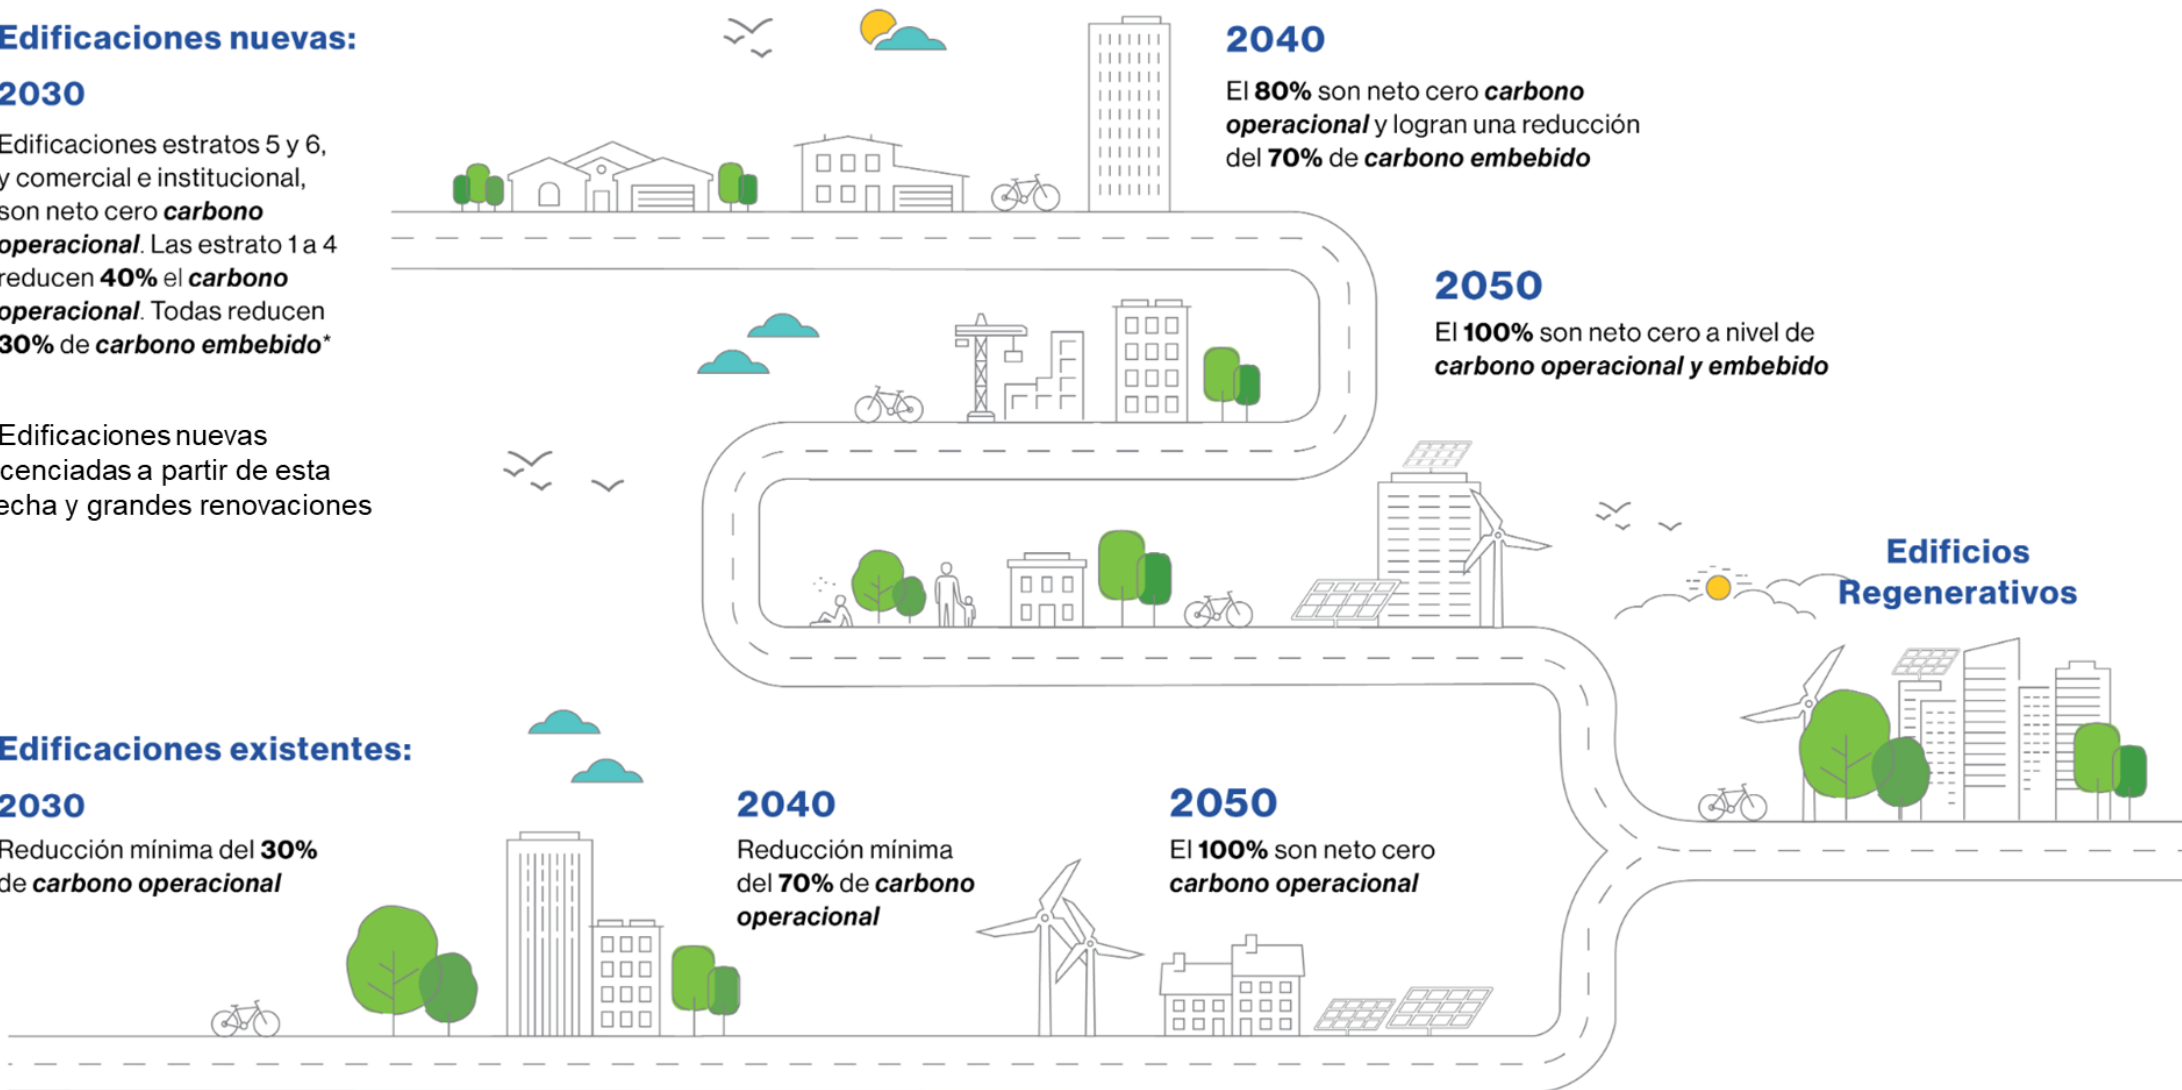 Edificaciones nuevas:
2030
Edificaciones estratos 5 y 6,
y comercial e institucional,
son neto cero carbono
operacional. Las estrato 1 a 4
reducen 40% el carbono
operacional. Todas reducen
30% de carbono embebido*
Edificaciones nuevas
cenciadas a partir de esta
echa y grandes renovaciones
2040
El 80% son neto cero carbono
operacional y logran una reducción
del 70% de carbono embebido
2050
El 100% son neto cero a nivel de
carbono operacional y embebido
Edificios
Regenerativos
Edificaciones existentes:
2030
Reducción mínima del 30%
de carbono operacional
2040
Reducción mínima
del 70% de carbono
operacional
2050
El 100% son neto cero
carbono operacional